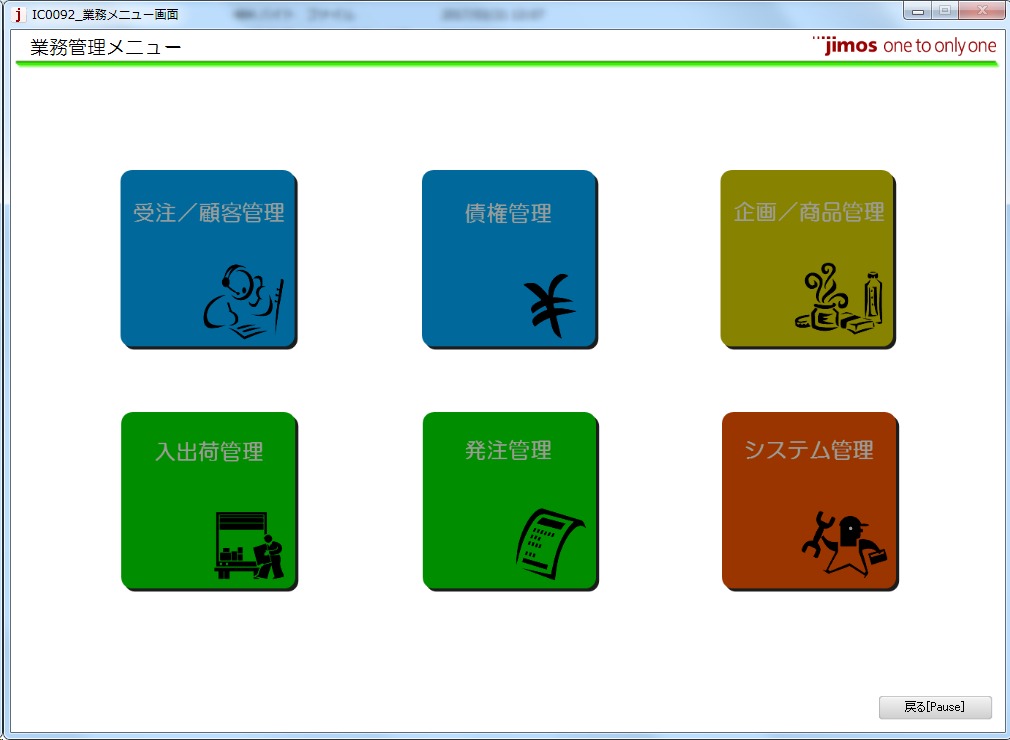 IC0092_業務メニュー画面
業務管理メニュー
jimos one to only one
受注／顧客管理
債権管理
企画／商品管理
入出荷管理
発注管理
システム管理
戻る[Pause]